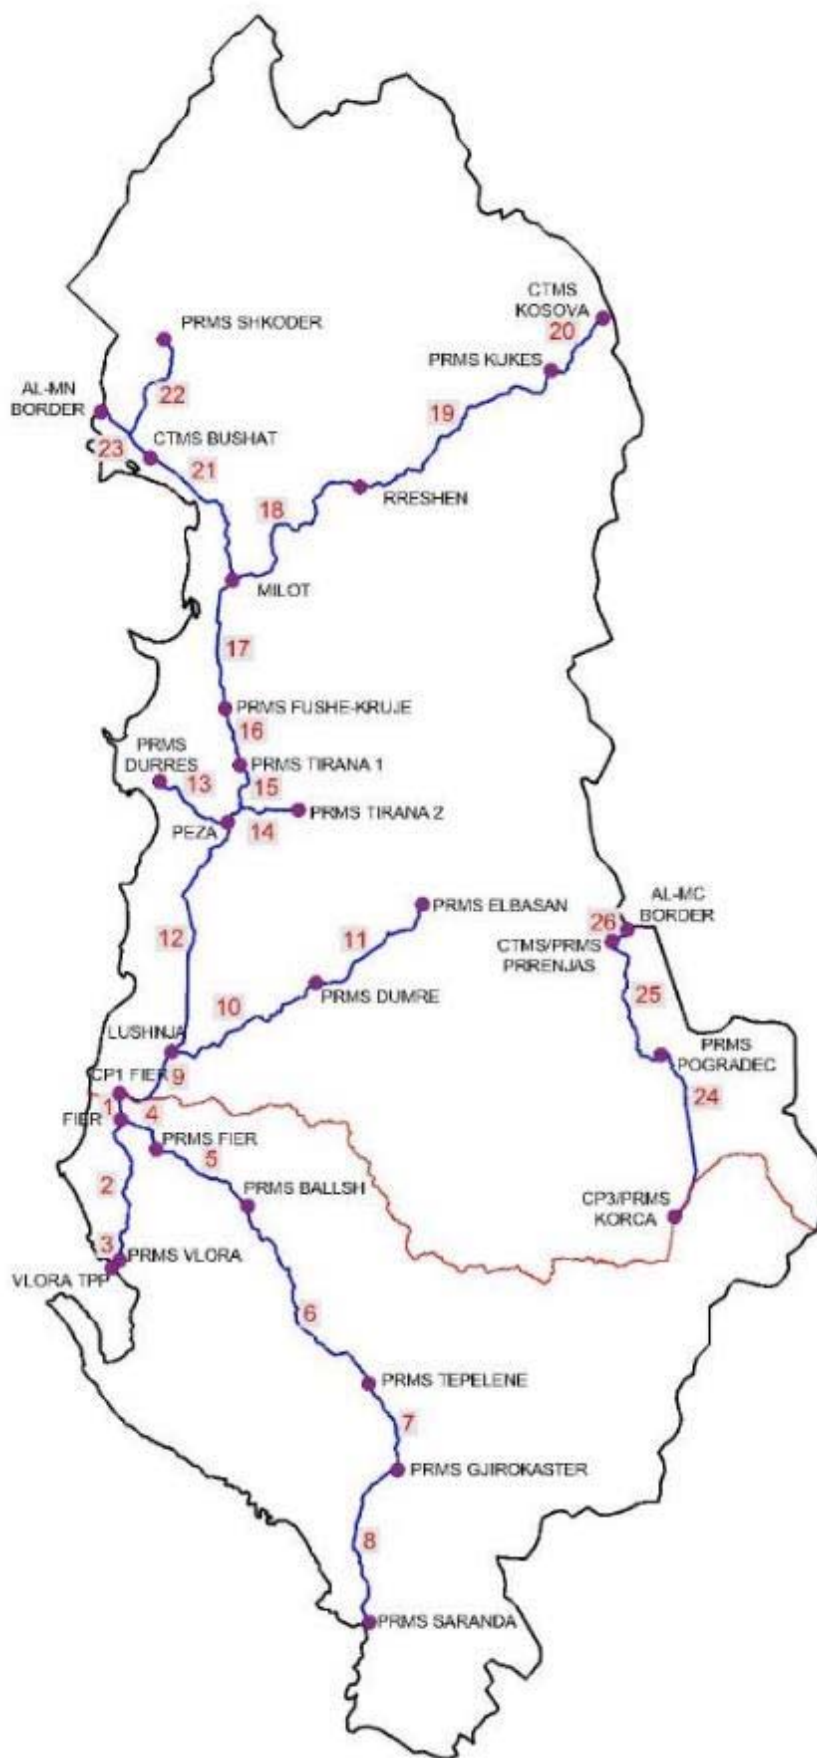 CTMS
KOSOVA
20
PRMS SHKODER
PRMS KUKES
AL-MN
BORDER
22
19
23
CTMS BUSHAT
21
RRESHEN
18
MILOT
17
PRMS FUSHE-KRUJE
16
PRMS
DURRES
13
PRMS TIRANA 1
15
PRMS TIRANA 2
PEZA
14
PRMS ELBASAN
AL-MC
BORDER
26
12
11
CTMS/PRMS
PRRENJAS
PRMS DUMRE
25
10
LUSHNJA
PRMS
POGRADEC
9
CP1 FIER
24
1
4
FIER
PRMS FIER
5
2
PRMS BALLSH
CP3/PRMS
KORCA
3
PRMS VLORA
VLORA TPP
6
PRMS TEPELENE
7
PRMS GJIROKASTER
8
PRMS SARANDA